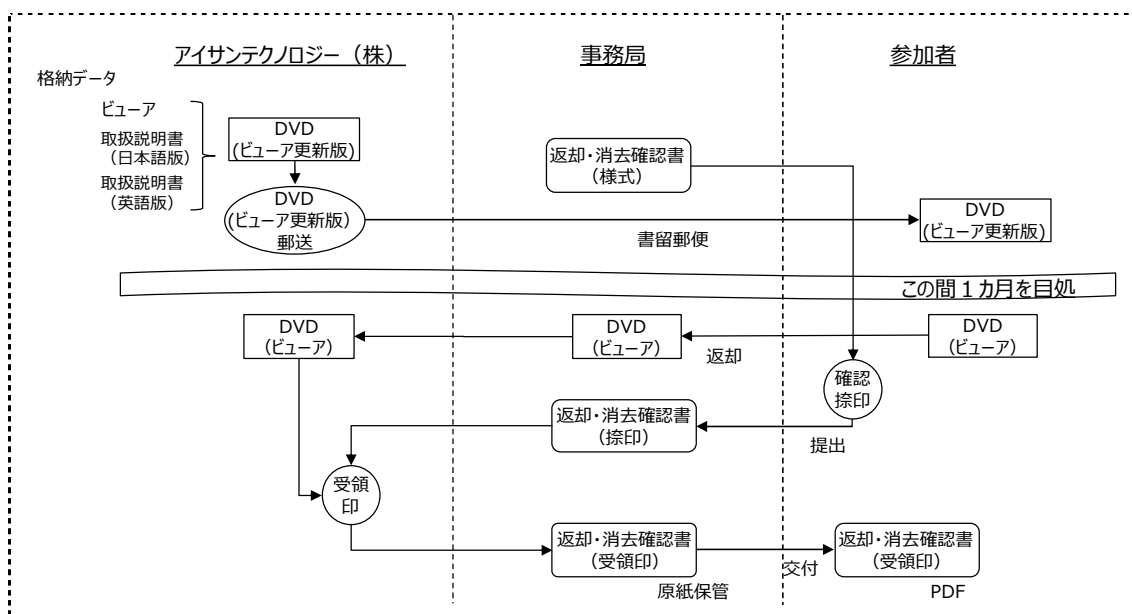 アイサンテクノロジー（株）
事務局
参加者
格納データ
ビューア
取扱説明書
（日本語版）
取扱説明書
（英語版）
DVD
(ビューア更新版)
返却・消去確認書
（様式）
DVD
(ビューア更新版)
郵送
書留郵便
DVD
(ビューア更新版)
この間１カ月を目処
DVD
(ビューア)
DVD
(ビューア)
返却
DVD
(ビューア)
確認
捺印
返却・消去確認書
（捺印）
提出
受領
印
返却・消去確認書
（受領印）
原紙保管
交付
返却・消去確認書
（受領印）
PDF